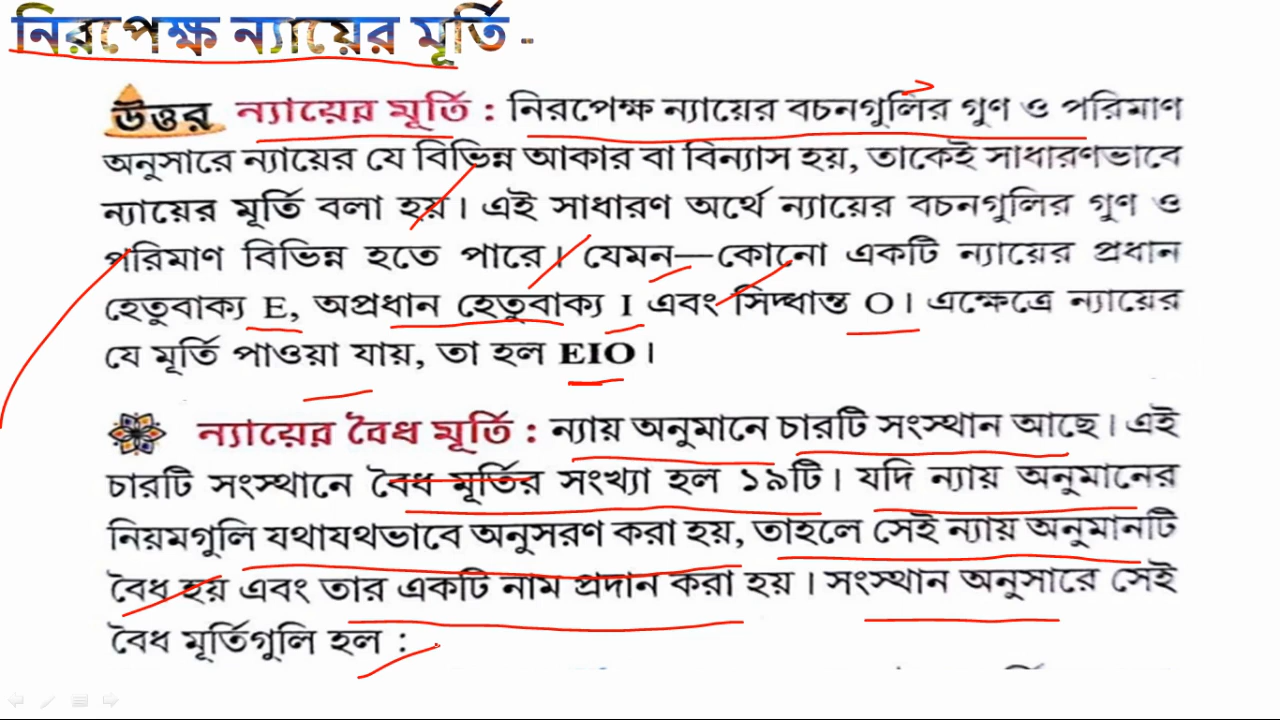 নিরপেক্ষ ন্যায়ের মূর্তি -
উত্তর ন্যায়ের মূর্তি : নিরপেক্ষ ন্যায়ের বচনগুলির গুণ ও পরিমাণ
অনুসারে ন্যায়ের যে বিভিন্ন আকার বা বিন্যাস হয়, তাকেই সাধারণভাবে
ন্যায়ের মূর্তি বলা হয়। এই সাধারণ অর্থে ন্যায়ের বচনগুলির গুণ ও
পরিমাণ বিভিন্ন হতে পারে। যেমন—কোনো একটি ন্যায়ের প্রধান
হেতুবাক্য E, অপ্রধান হেতুবাক্য I এবং সিদ্ধান্ত O। এক্ষেত্রে ন্যায়ের
যে মূর্তি পাওয়া যায়, তা হল EIO।
ন্যায়ের বৈধ মূর্তি : ন্যায় অনুমানে চারটি সংস্থান আছে। এই
চারটি সংস্থানে বৈধ মূর্তির সংখ্যা হল ১৯টি। যদি ন্যায় অনুমানের
নিয়মগুলি যথাযথভাবে অনুসরণ করা হয়, তাহলে সেই ন্যায় অনুমানটি
বৈধ হয় এবং তার একটি নাম প্রদান করা হয়। সংস্থান অনুসারে সেই
বৈধ মূর্তিগুলি হল :